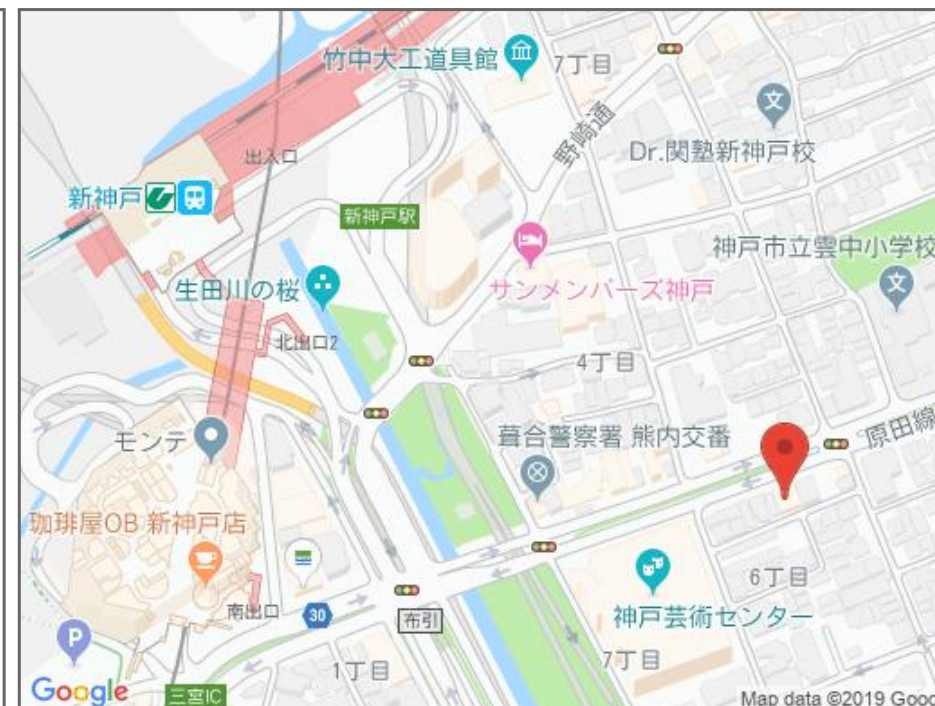 竹中大工道具館
7丁目
野崎通
Dr.関塾新神戸校
出入口
新神戸
新神戸駅
神戸市立雲中小学校
生田川の桜
サンメンバーズ神戸
北出口2
4丁目
モンテ
葺合警察署 熊内交番
原田線
珈琲屋OB 新神戸店
6丁目
神戸芸術センター
南出口
30
布引
7丁目
1丁目
P
Google
三宮IC
Map data ©2019 Goog